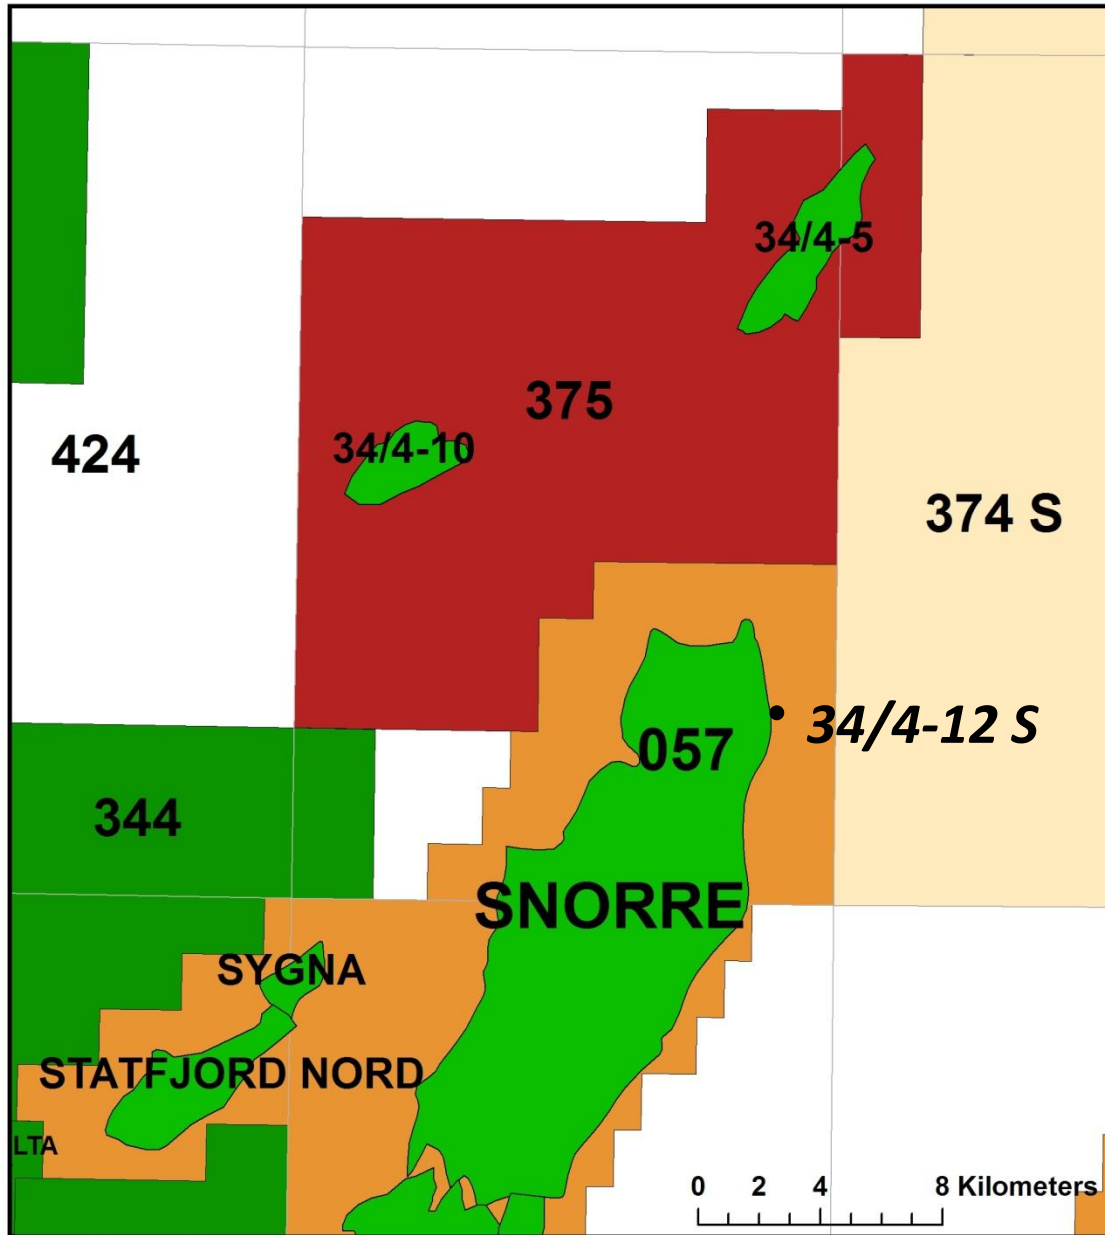 34/4-5
375
34/4-10
424
374 S
34/4-12 S
057
344
SNORRE
SYGNA
STATFJORD NORD
LTA
0 2 4 8 Kilometers